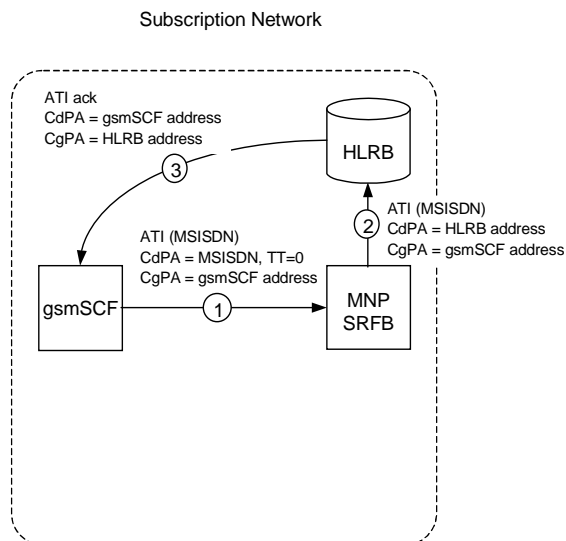 Subscription Network
ATI ack
CdPA = gsmSCF address
CgPA = HLRB address
HLRB
3
ATI (MSISDN)
CdPA = HLRB address
CgPA = gsmSCF address
2
ATI (MSISDN)
CdPA = MSISDN, TT=0
CgPA = gsmSCF address
gsmSCF
1
MNP
SRFB